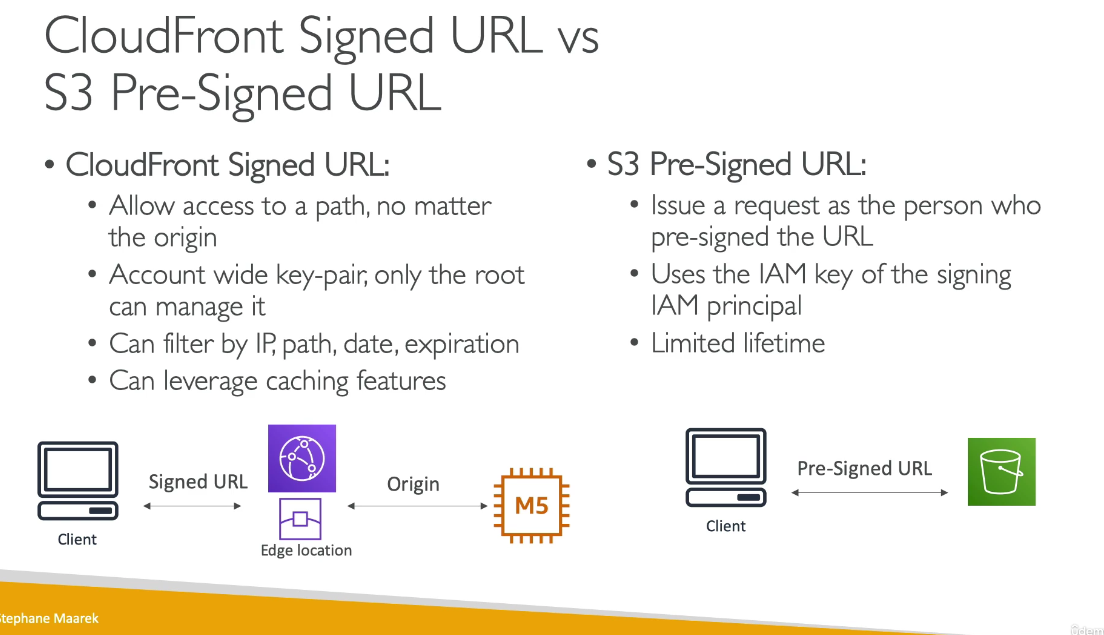 CloudFront Signed URL vs
S3 Pre-Signed URL
• CloudFront Signed URL:
• Allow access to a path, no matter
the origin
• Account wide key-pair, only the root
can manage it
• Can filter by IP, path, date, expiration
• Can leverage caching features
• S3 Pre-Signed URL:
• Issue a request as the person who
pre-signed the URL
• Uses the IAM key of the signing
IAM principal
• Limited lifetime
Signed URL
Origin
M5
Client
Edge location
Pre-Signed URL
Client
Stephane Maarek